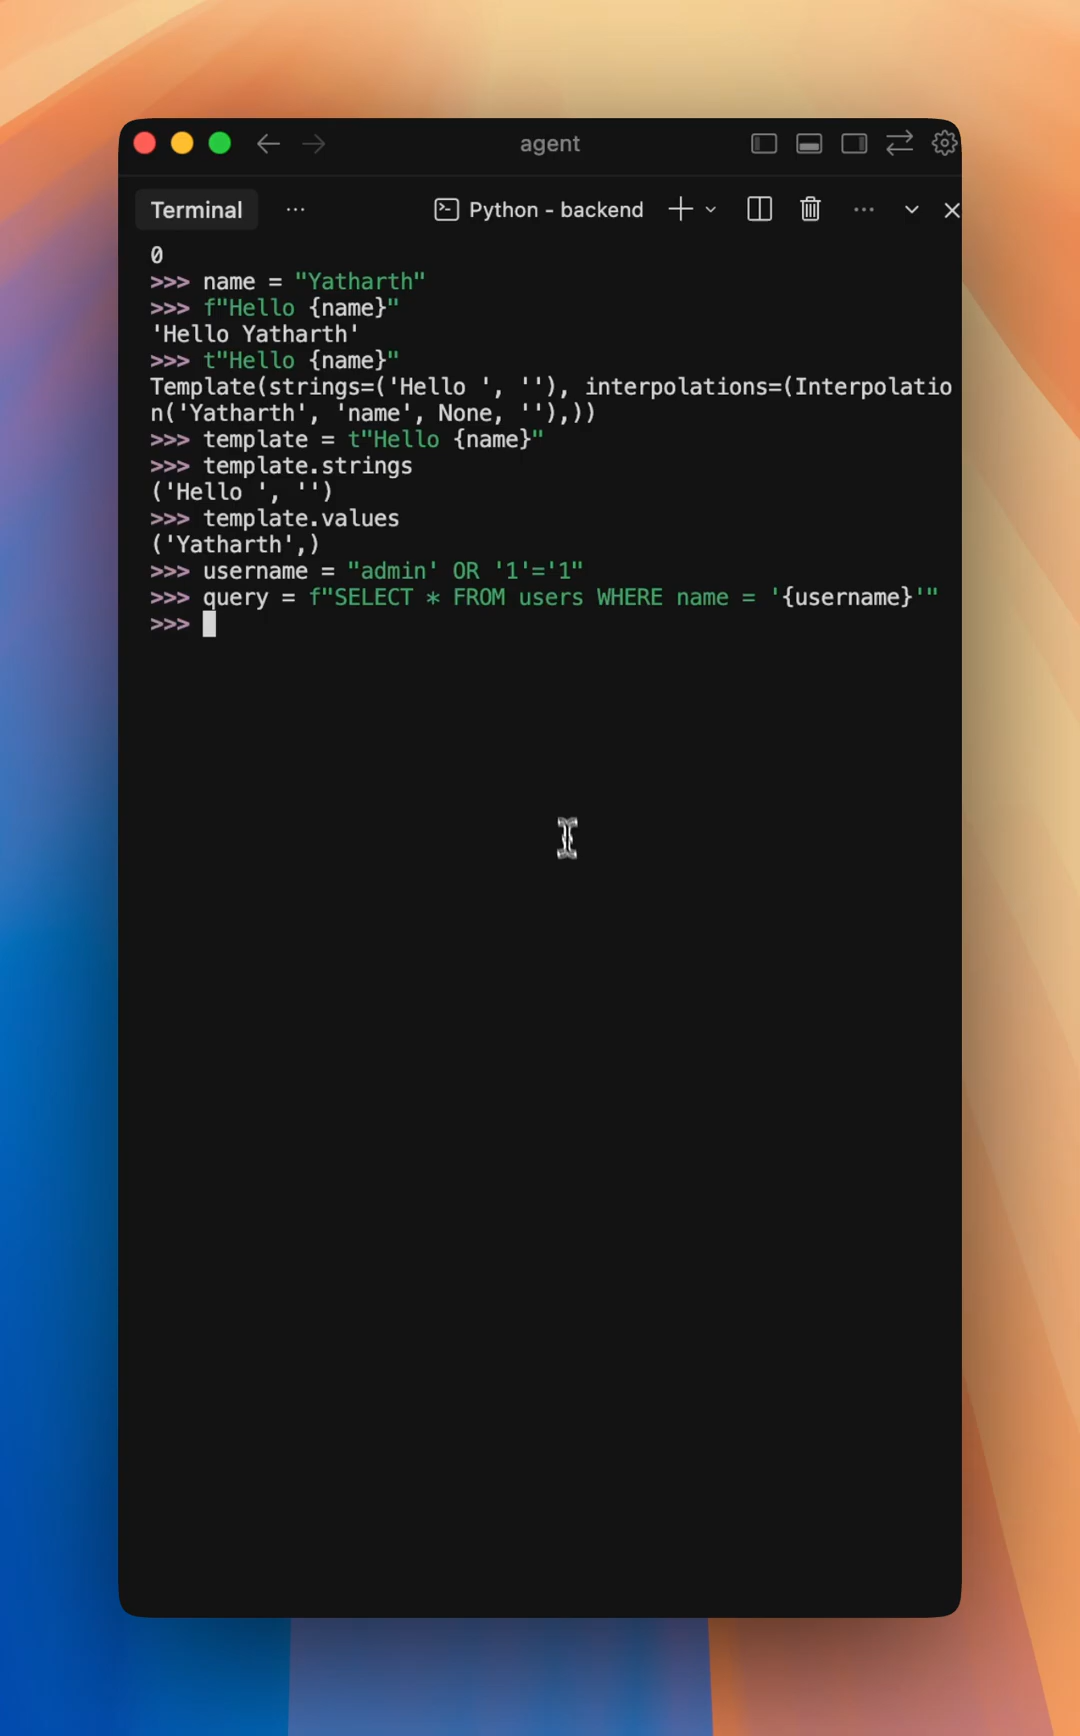 agent
Terminal ... Python - backend
0
>>> name = "Yatharth"
>>> f"Hello {name}"
'Hello Yatharth'
>>> t"Hello {name}"
Template(strings=('Hello ', ''), interpolations=(Interpolatio
n('Yatharth', 'name', None, ''),))
>>> template = t"Hello {name}"
>>> template.strings
('Hello ', '')
>>> template.values
('Yatharth',)
>>> username = "admin' OR '1'='1"
>>> query = f"SELECT * FROM users WHERE name = '{username}'"
>>>